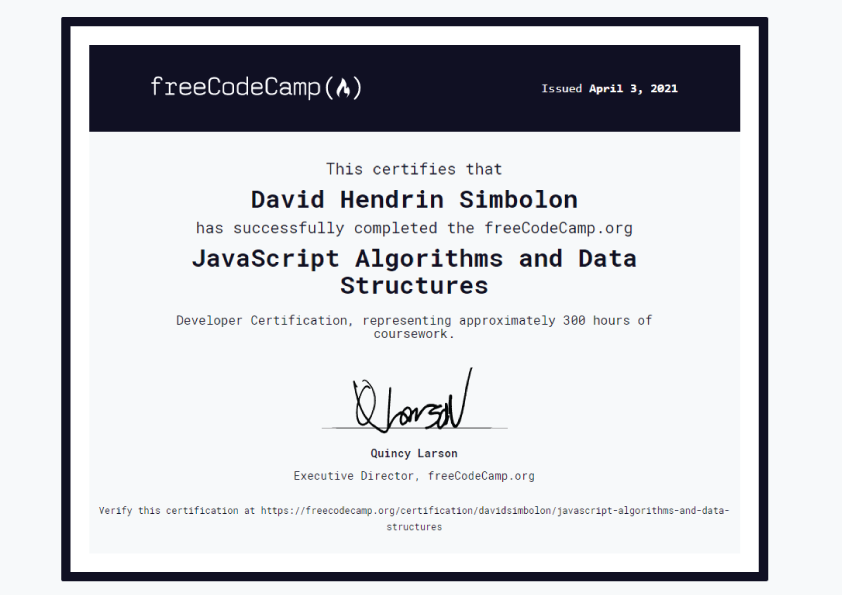 freeCodeCamp(🔥)
Issued April 3, 2021
This certifies that
David Hendrin Simbolon
has successfully completed the freeCodeCamp.org
JavaScript Algorithms and Data
Structures
Developer Certification, representing approximately 300 hours of
coursework.
QLarson
Quincy Larson
Executive Director, freeCodeCamp.org
Verify this certification at https://freecodecamp.org/certification/davidsimbolon/javascript-algorithms-and-data-
structures